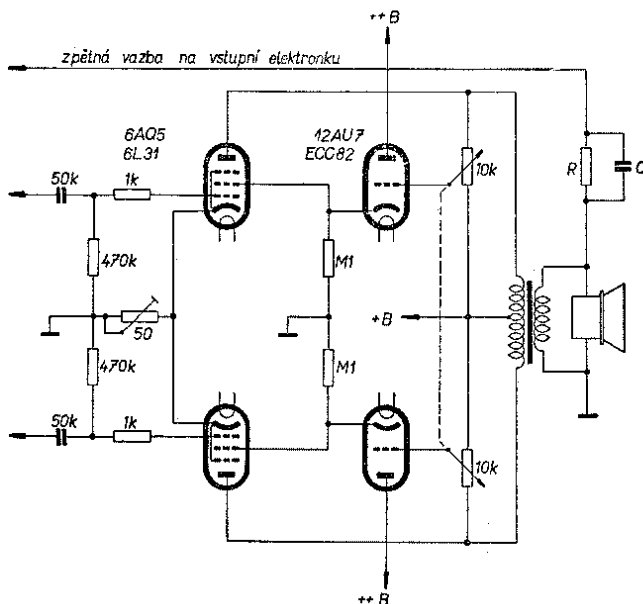 ++B
zpětná vazba na vstupní elektronku
6AQ5
6L31
12AU7
ECC82
10k
R
C
50k
1k
470k
M1
50
+B
470k
M1
50k
1k
10k
++B